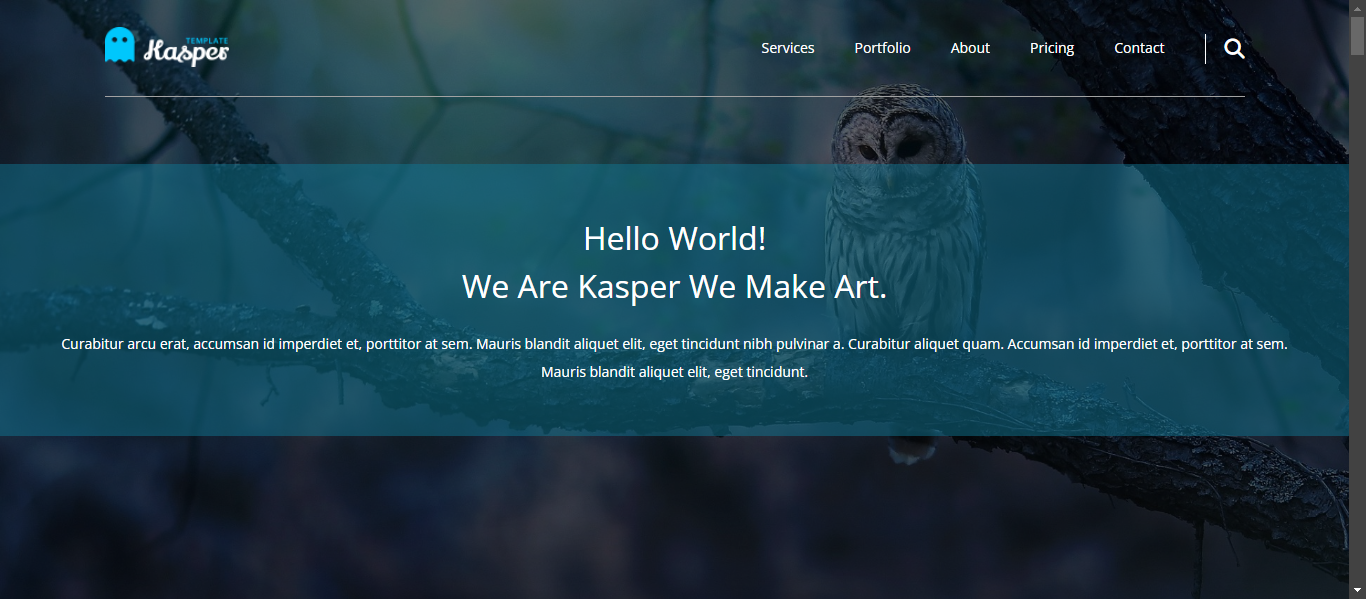 TEMPLATE
Kasper
Services Portfolio About Pricing Contact
Hello World!
We Are Kasper We Make Art.
Curabitur arcu erat, accumsan id imperdiet et, porttitor at sem. Mauris blandit aliquet elit, eget tincidunt nibh pulvinar a. Curabitur aliquet quam. Accumsan id imperdiet et, porttitor at sem.
Mauris blandit aliquet elit, eget tincidunt.